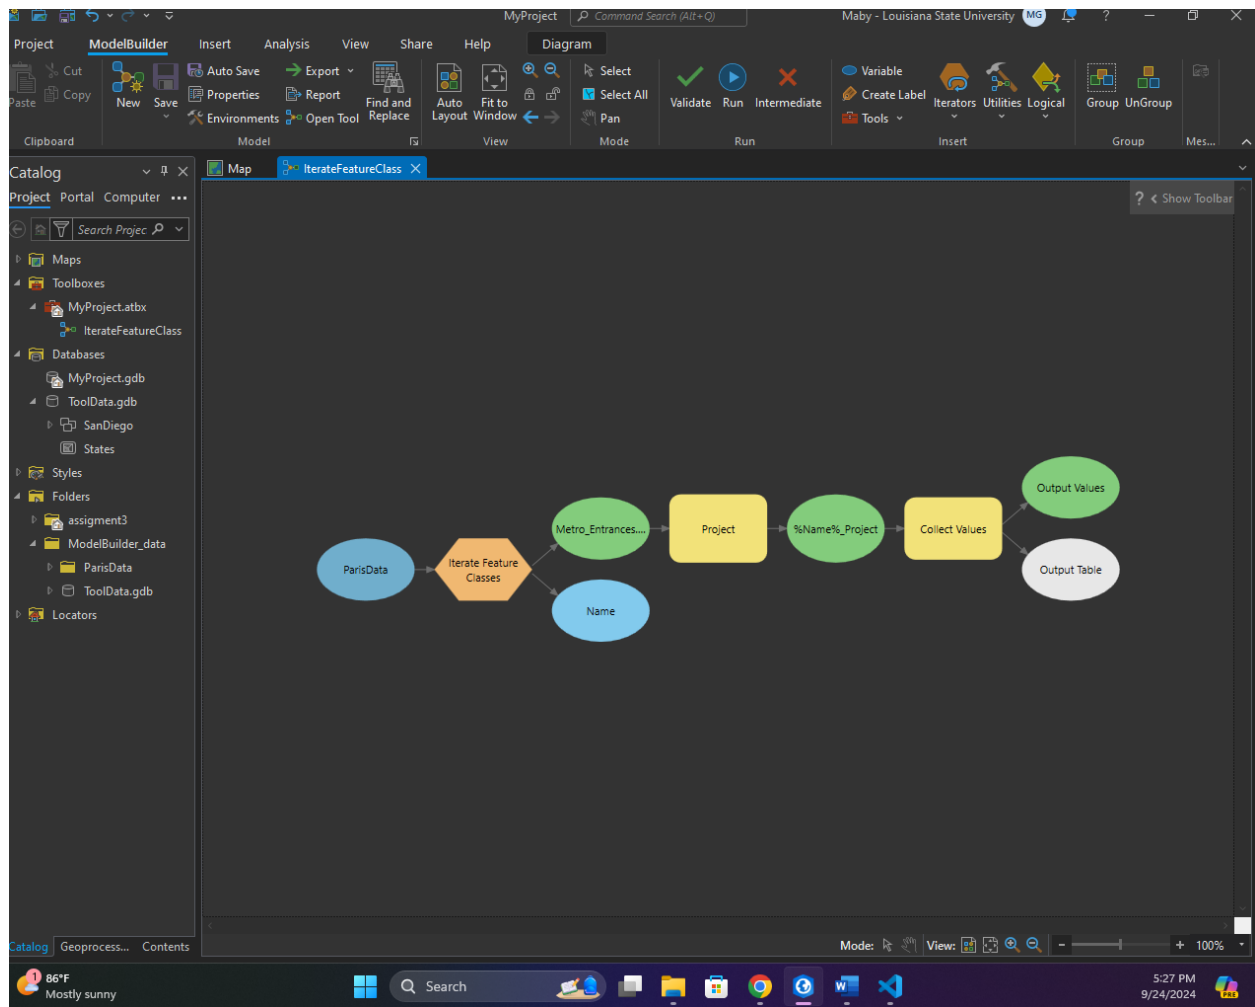 MyProject
Command Search (Alt+Q)
Maby - Louisiana State University
MG
?
Project
ModelBuilder
Insert
Analysis
View
Share
Help
Diagram
Paste
Cut
Copy
Clipboard
New
Save
Auto Save
Properties
Environments
Export
Report
Open Tool
Find and
Replace
Model
Auto
Layout
Fit to
Window
View
Select
Select All
Pan
Mode
Validate
Run
Intermediate
Run
Variable
Create Label
Tools
Iterators
Utilities
Logical
Insert
Group
UnGroup
Group
Mes...
Catalog
Project
Portal
Computer
Search Projec
Maps
Toolboxes
MyProject.atbx
IterateFeatureClass
Databases
MyProject.gdb
ToolData.gdb
SanDiego
States
Styles
Folders
assigment3
ModelBuilder_data
ParisData
ToolData.gdb
Locators
Map
IterateFeatureClass
? < Show Toolbar
ParisData
Iterate Feature
Classes
Metro_Entrances....
Name
Project
%Name%_Project
Collect Values
Output Values
Output Table
Catalog
Geoprocess...
Contents
Mode:
View:
100%
1
86°F
Mostly sunny
Search
W
5:27 PM
9/24/2024
PRE